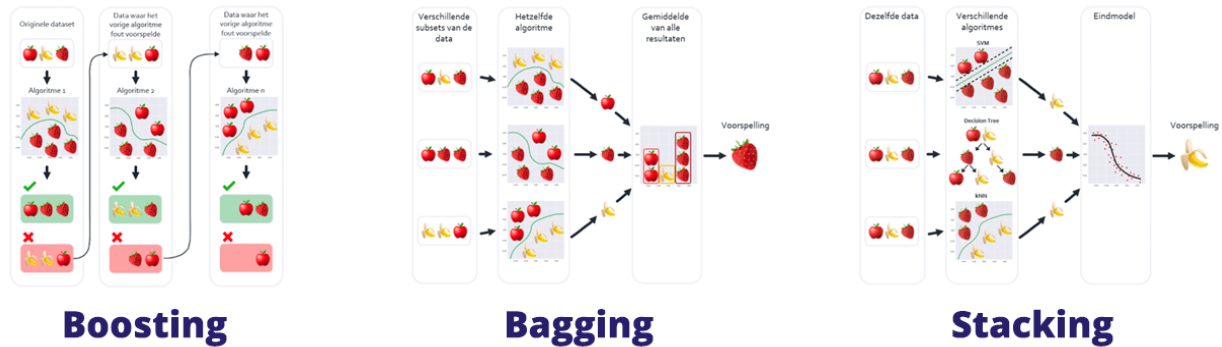 Originele dataset
Data waar het
vorige algoritme
fout voorspelde
Data waar het
vorige algoritme
fout voorspelde
Algoritme 1
Algoritme 2
Algoritme n
Boosting
Verschillende
subsets van de
data
Hetzelfde
algoritme
Gemiddelde
van alle
resultaten
Voorspelling
Bagging
Dezelfde data
Verschillende
algoritmes
Eindmodel
SVM
Decision Tree
kNN
Voorspelling
Stacking